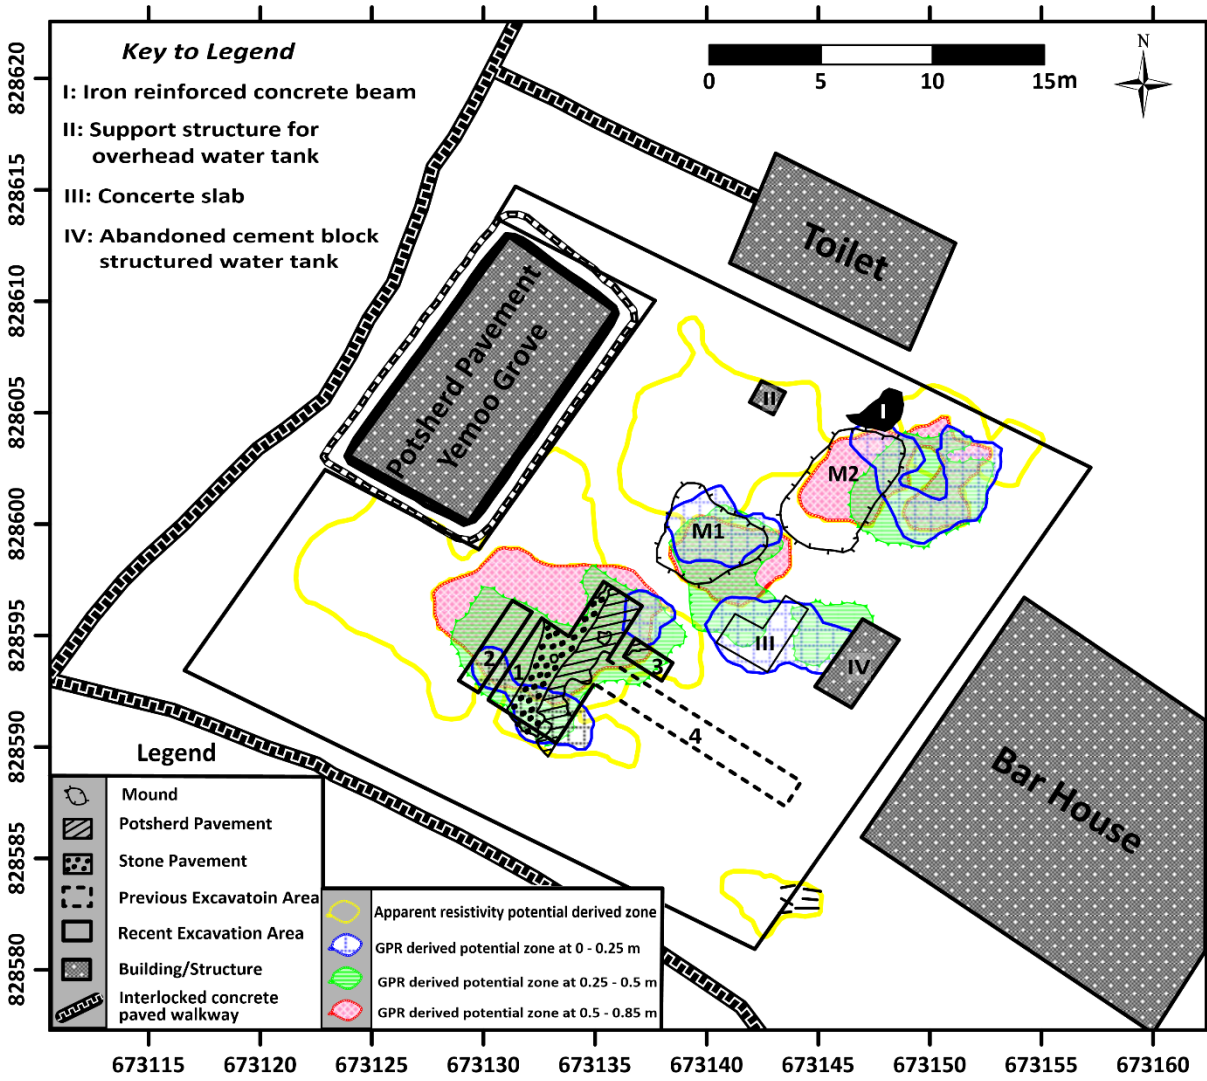 Key to Legend
I: Iron reinforced concrete beam
II: Support structure for
overhead water tank
III: Concerte slab
IV: Abandoned cement block
structured water tank
0 5 10 15m
N
828620
828615
828610
828605
828600
828595
828590
828585
828580
Toilet
Potsherd Pavement
Yemoo Grove
II
I
M2
M1
III
IV
2
1
3
4
Bar House
Legend
Mound
Potsherd Pavement
Stone Pavement
Previous Excavatoin Area
Recent Excavation Area
Building/Structure
Interlocked concrete
paved walkway
Apparent resistivity potential derived zone
GPR derived potential zone at 0 - 0.25 m
GPR derived potential zone at 0.25 - 0.5 m
GPR derived potential zone at 0.5 - 0.85 m
673115 673120 673130 673135 673140 673145 673150 673160